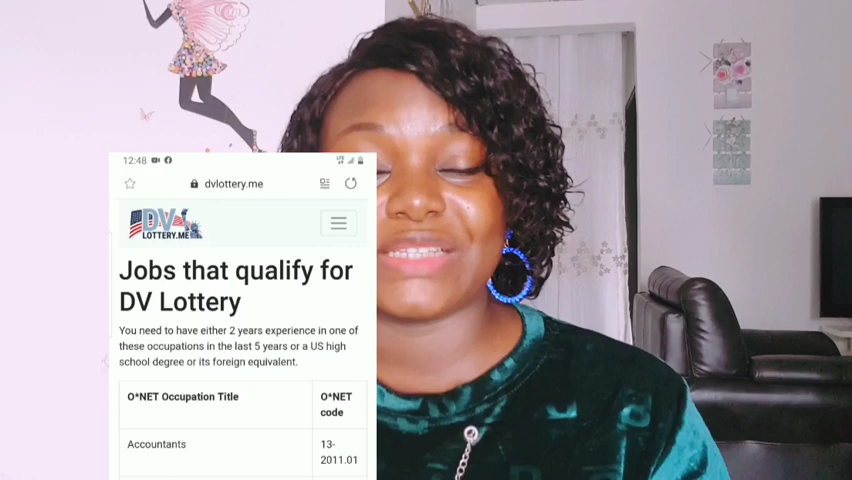 12:48
dvlottery.me
DV
LOTTERY.ME
Jobs that qualify for
DV Lottery
You need to have either 2 years experience in one of
these occupations in the last 5 years or a US high
school degree or its foreign equivalent.
O*NET Occupation Title
O*NET
code
Accountants
13-
2011.01